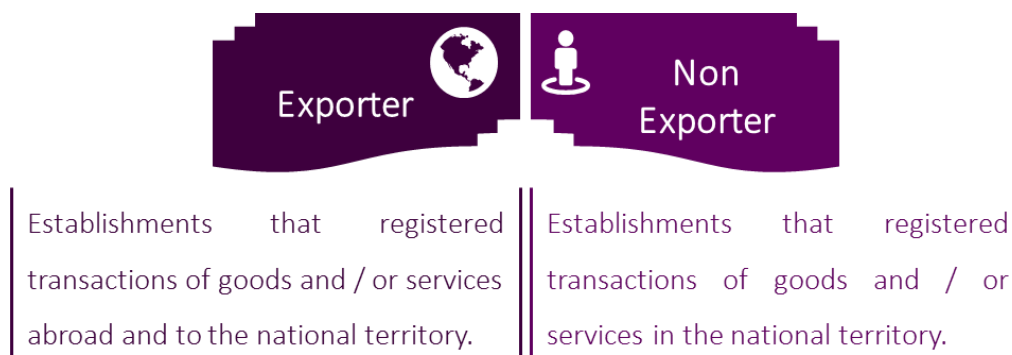 Exporter
Non
Exporter
Establishments that registered
transactions of goods and / or services
abroad and to the national territory.
Establishments that registered
transactions of goods and / or
services in the national territory.